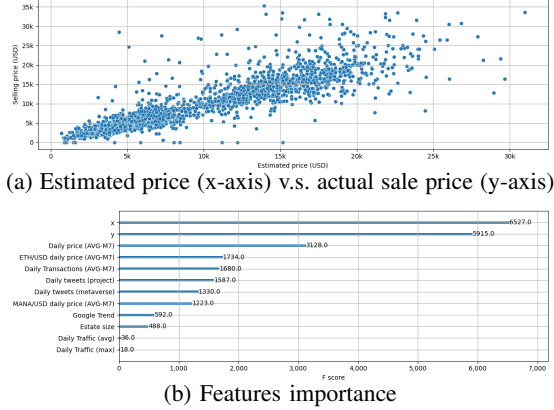 35k
30k
25k
20k
15k
10k
5k
0
Selling price (USD)
0 5k 10k 15k 20k 25k 30k
Estimated price (USD)
(a) Estimated price (x-axis) v.s. actual sale price (y-axis)
x 6527.0
y 5915.0
Daily price (AVG-M7) 3128.0
ETH/USD daily price (AVG-M7) 1734.0
Daily Transactions (AVG-M7) 1680.0
Daily tweets (project) 1587.0
Daily tweets (metaverse) 1330.0
MANA/USD daily price (AVG-M7) 1223.0
Google Trend 592.0
Estate size 488.0
Daily Traffic (avg) 36.0
Daily Traffic (max) 18.0
0 1,000 2,000 3,000 4,000 5,000 6,000 7,000
F score
(b) Features importance